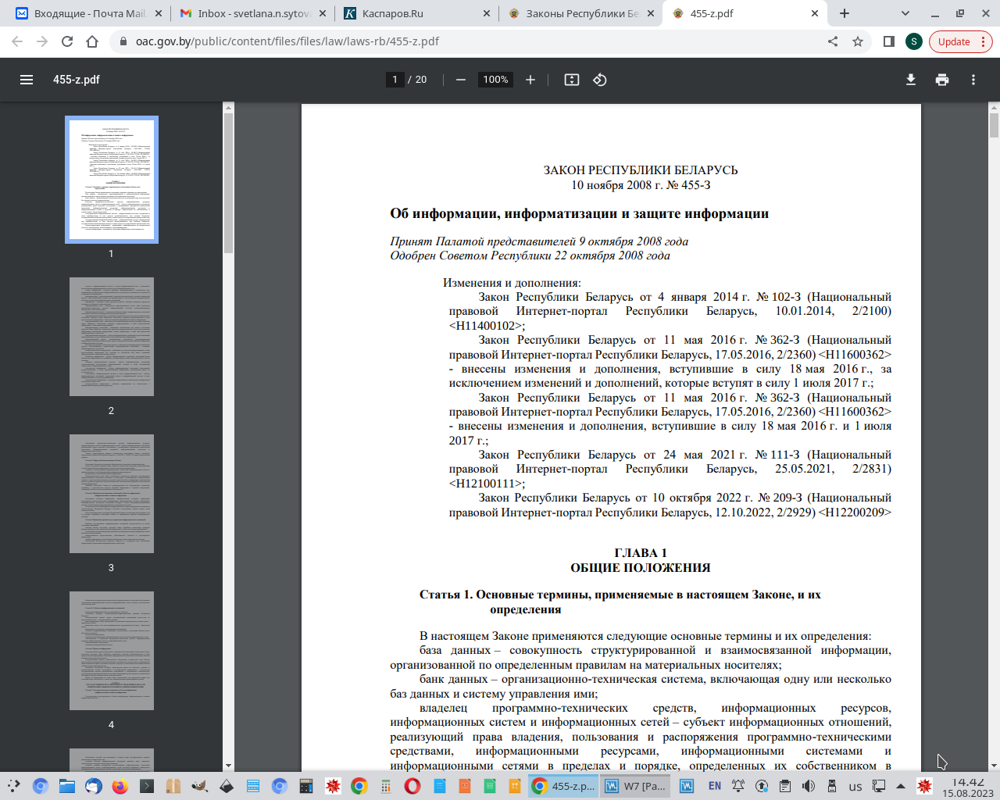 Входящие - Почта Mail.
Inbox - svetlana.n.sytova
Каспаров.Ru
Законы Республики Бе
455-z.pdf
oac.gov.by/public/content/files/files/law/laws-rb/455-z.pdf
S
Update
455-z.pdf
1 / 20
100%
ЗАКОН РЕСПУБЛИКИ БЕЛАРУСЬ
10 ноября 2008 г. № 455-З
Об информации, информатизации и защите информации
Принят Палатой представителей 9 октября 2008 года
Одобрен Советом Республики 22 октября 2008 года
Изменения и дополнения:
Закон Республики Беларусь от 4 января 2014 г. № 102-З (Национальный
правовой Интернет-портал Республики Беларусь, 10.01.2014, 2/2100)
<H11400102>;
Закон Республики Беларусь от 11 мая 2016 г. № 362-З (Национальный
правовой Интернет-портал Республики Беларусь, 17.05.2016, 2/2360) <H11600362>
- внесены изменения и дополнения, вступившие в силу 18 мая 2016 г., за
исключением изменений и дополнений, которые вступят в силу 1 июля 2017 г.;
Закон Республики Беларусь от 11 мая 2016 г. № 362-З (Национальный
правовой Интернет-портал Республики Беларусь, 17.05.2016, 2/2360) <H11600362>
- внесены изменения и дополнения, вступившие в силу 18 мая 2016 г. и 1 июля
2017 г.;
Закон Республики Беларусь от 24 мая 2021 г. № 111-З (Национальный
правовой Интернет-портал Республики Беларусь, 25.05.2021, 2/2831)
<H12100111>;
Закон Республики Беларусь от 10 октября 2022 г. № 209-З (Национальный
правовой Интернет-портал Республики Беларусь, 12.10.2022, 2/2929) <H12200209>
ГЛАВА 1
ОБЩИЕ ПОЛОЖЕНИЯ
Статья 1. Основные термины, применяемые в настоящем Законе, и их
определения
В настоящем Законе применяются следующие основные термины и их определения:
база данных – совокупность структурированной и взаимосвязанной информации,
организованной по определенным правилам на материальных носителях;
банк данных – организационно-техническая система, включающая одну или несколько
баз данных и систему управления ими;
владелец программно-технических средств, информационных ресурсов,
информационных систем и информационных сетей – субъект информационных отношений,
реализующий права владения, пользования и распоряжения программно-техническими
средствами, информационными ресурсами, информационными системами и
информационными сетями в пределах и порядке, определенных их собственником в
1
2
3
4
455-z.p...
W7 [Pa...
EN
us
14.42
15.08.2023